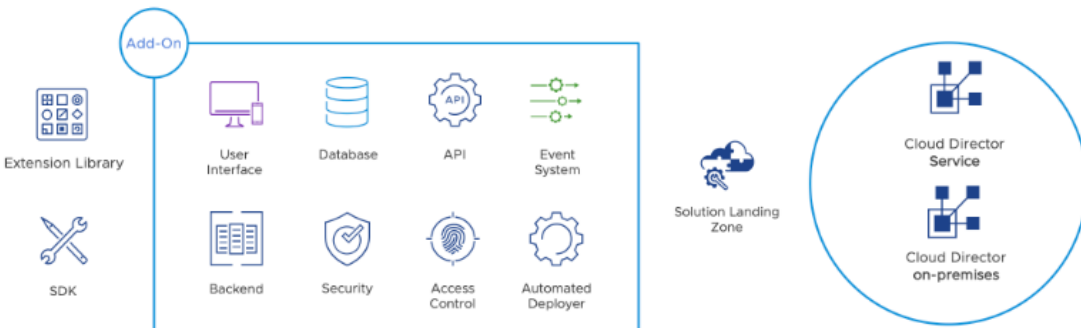 Add-On
Extension Library
SDK
User
Interface
Database
API
API
Event
System
Backend
Security
Access
Control
Automated
Deployer
Solution Landing
Zone
Cloud Director
Service
Cloud Director
on-premises